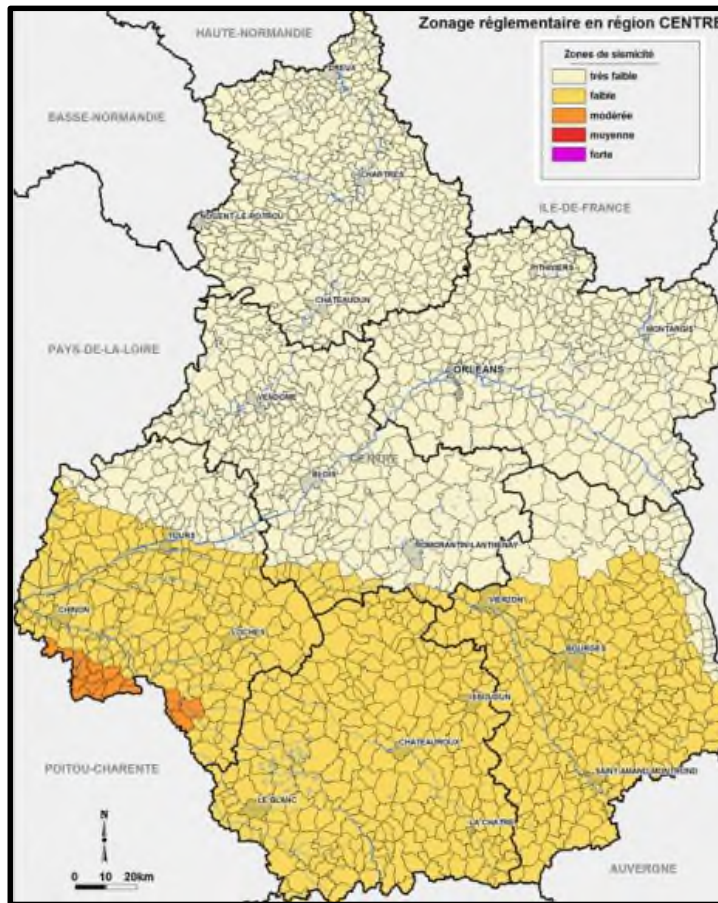 Zonage réglementaire en région CENTRE
HAUTE-NORMANDIE
Zones de sismicité
très faible
faible
modérée
moyenne
forte
DREUX
BASSE-NORMANDIE
CHARTRES
ILE-DE-FRANCE
NOGENT-LE-ROTROU
PITHIVIERS
CHATEAUDUN
MONTARGIS
PAYS-DE-LA-LOIRE
ORLEANS
VENDOME
CENTRE
BLOIS
TOURS
ROMORANTIN-LANTHENAY
CHINON
VIERZON
LOCHES
BOURGES
ISSOUDUN
CHATEAUROUX
POITOU-CHARENTE
SAINT-AMAND-MONTROND
LE BLANC
LA CHATRE
N
0 10 20km
AUVERGNE